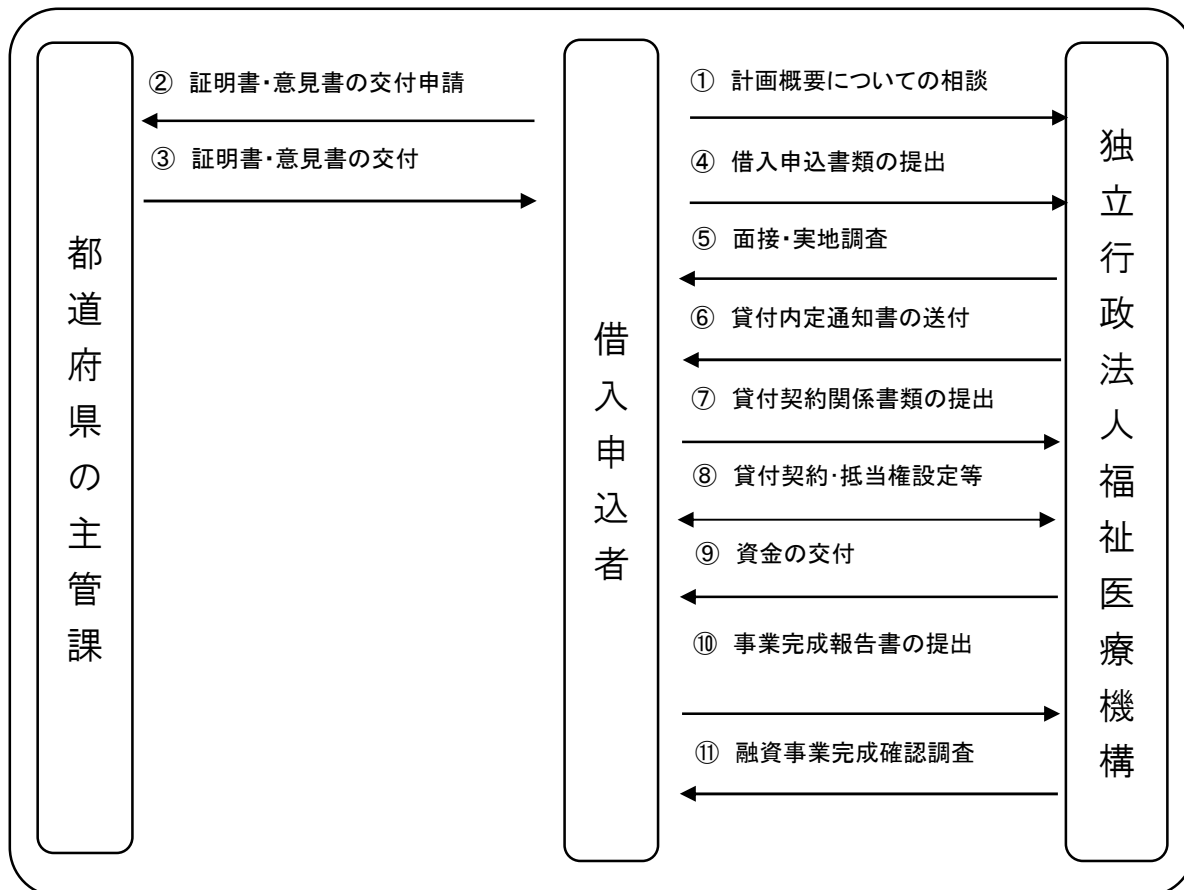 都道府県の主管課
② 証明書・意見書の交付申請
③ 証明書・意見書の交付
借入申込者
① 計画概要についての相談
④ 借入申込書類の提出
⑤ 面接・実地調査
⑥ 貸付内定通知書の送付
⑦ 貸付契約関係書類の提出
⑧ 貸付契約・抵当権設定等
⑨ 資金の交付
⑩ 事業完成報告書の提出
⑪ 融資事業完成確認調査
独立行政法人福祉医療機構